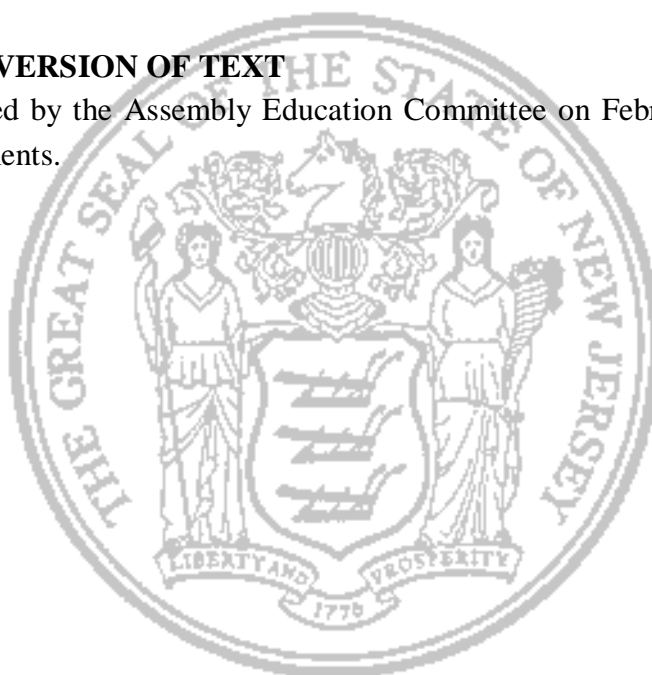 VERSION OF TEXT
ed by the Assembly Education Committee on Febr
ents.
THE GREAT SEAL OF THE STATE OF NEW JERSEY
LIBERTY AND PROSPERITY
1776